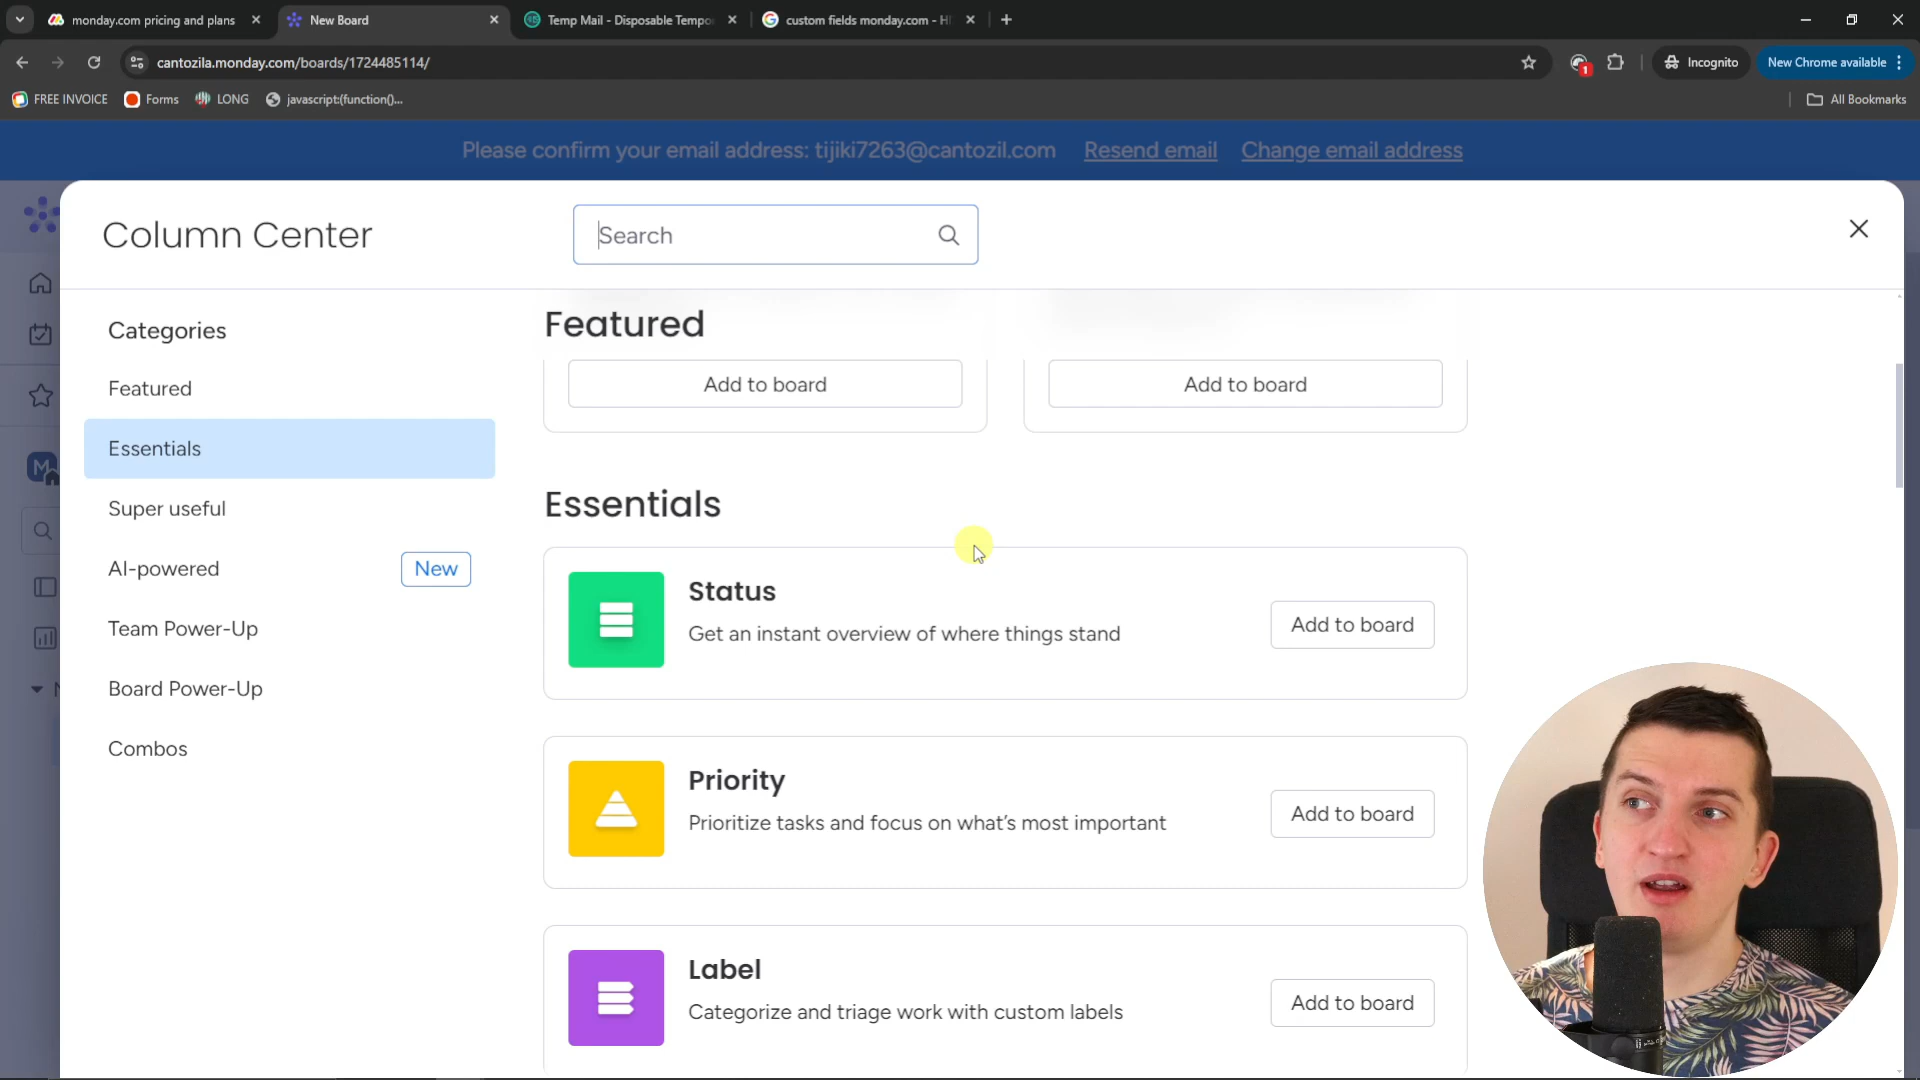 monday.com pricing and plans
New Board
Temp Mail - Disposable Tempo
custom fields monday.com -
cantozila.monday.com/boards/1724485114/
1
Incognito
New Chrome available
FREE INVOICE
Forms
LONG
javascript:(function()...
All Bookmarks
Please confirm your email address: tijiki7263@cantozil.com
Resend email
Change email address
Column Center
Search
Categories
Featured
Essentials
Super useful
AI-powered
New
Team Power-Up
Board Power-Up
Combos
M
Featured
Add to board
Add to board
Essentials
Status
Get an instant overview of where things stand
Add to board
Priority
Prioritize tasks and focus on what's most important
Add to board
Label
Categorize and triage work with custom labels
Add to board